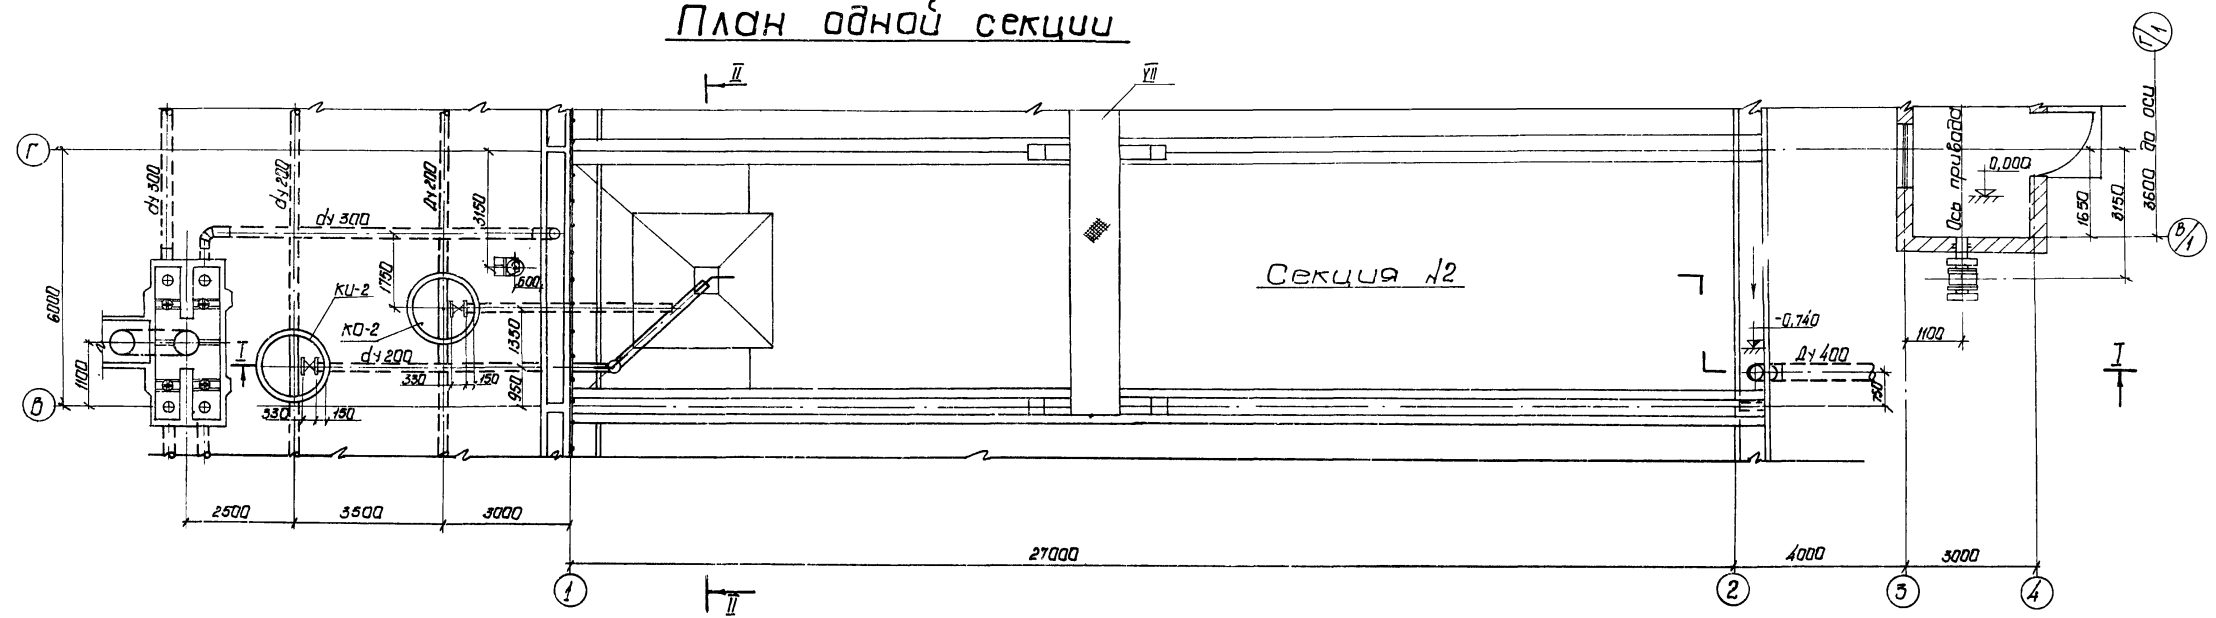 План одной секции
II
VII
Г/1
Г
dу 300
dу 200
Ду 200
3150
dу 300
Ось привода
0,000
1650
3150
3600 до оси
В/1
1750
600
6000
КИ-2
КО-2
Секция №2
-0,740
1350
1100
I
dу 200
Ду 400
1100
I
330
150
950
750
В
330
150
2500
3500
3000
27000
4000
3000
1
2
3
4
II